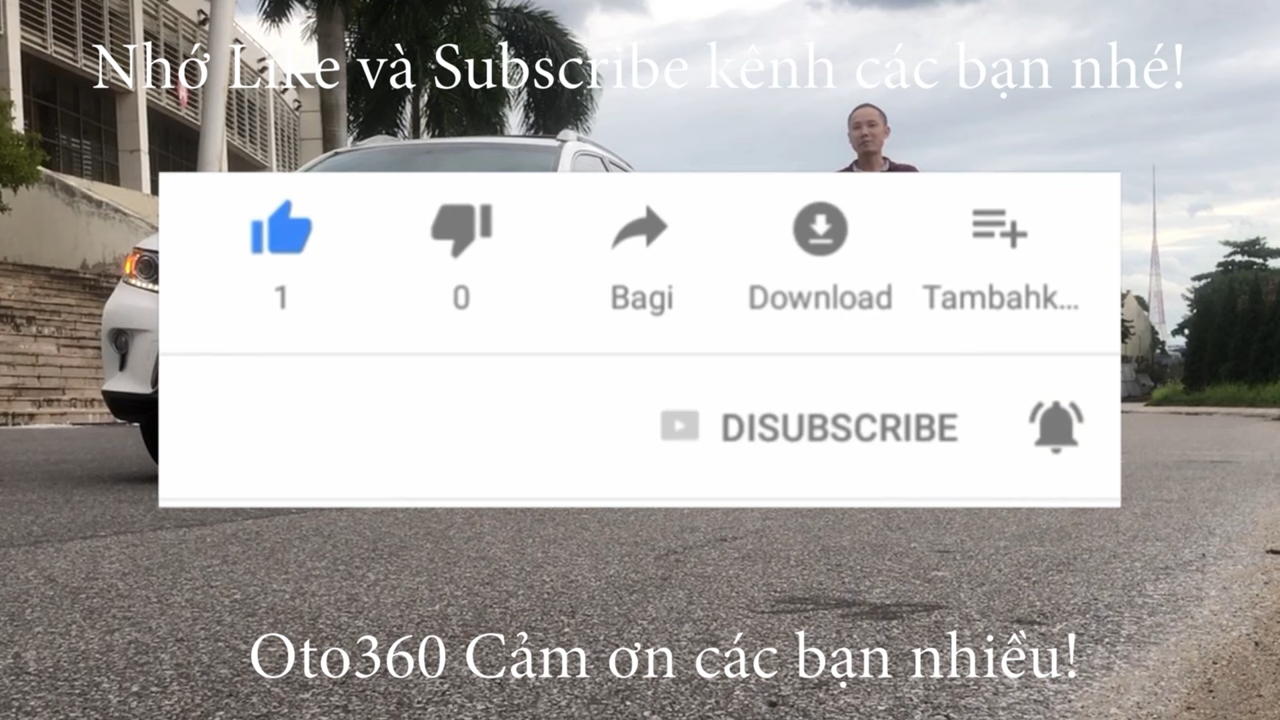 Nhớ Like và Subscribe kênh các bạn nhé!
1 0 Bagi Download Tambahk...
DISUBSCRIBE
Oto360 Cảm ơn các bạn nhiều!